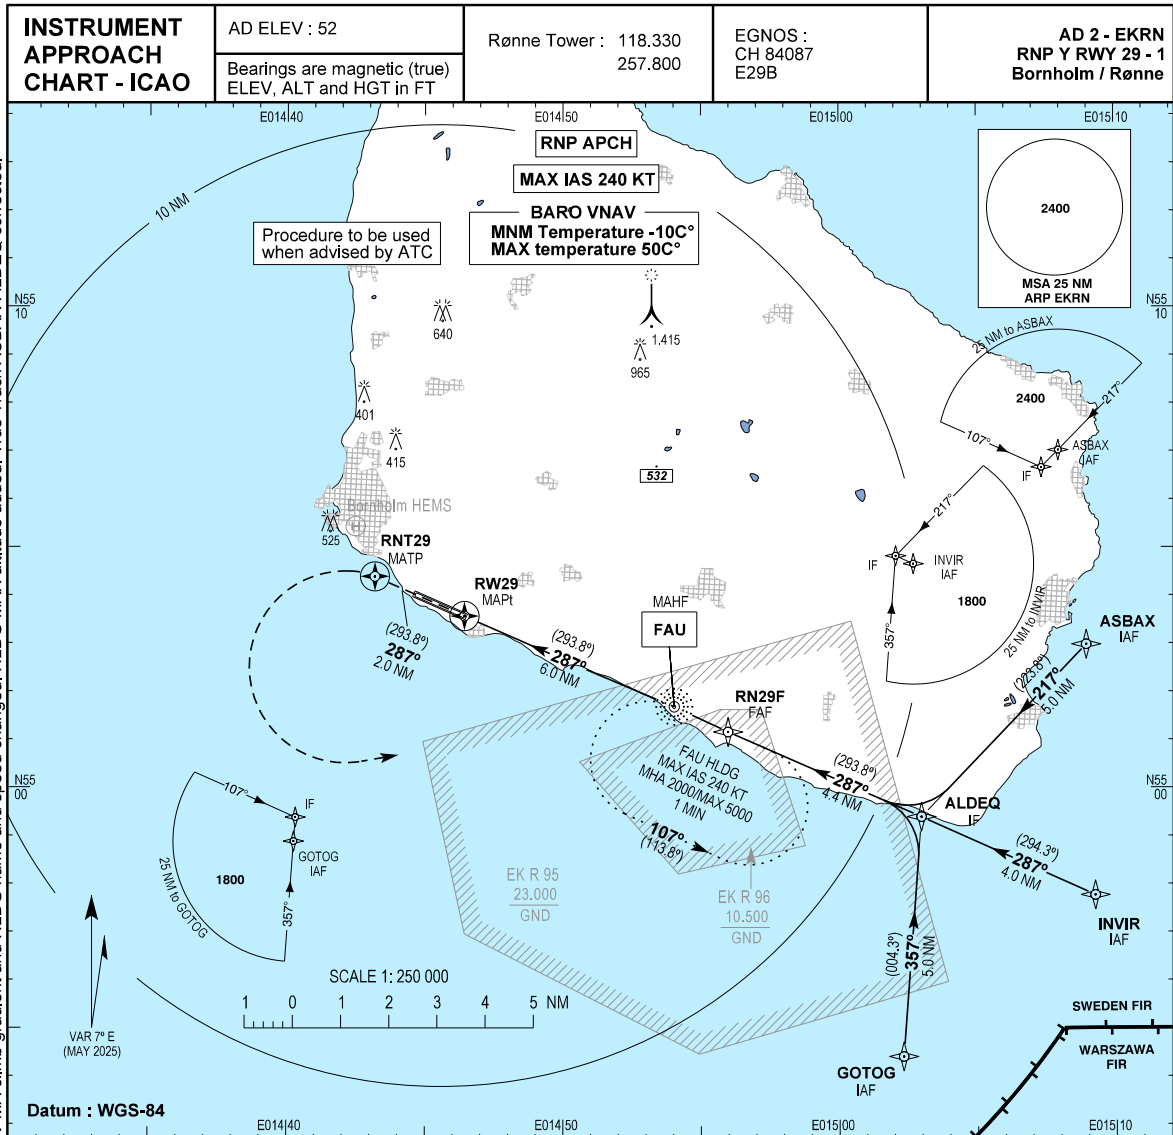 INSTRUMENT
APPROACH
CHART - ICAO
AD ELEV : 52
Bearings are magnetic (true)
ELEV, ALT and HGT in FT
Rønne Tower : 118.330
257.800
EGNOS :
CH 84087
E29B
AD 2 - EKRN
RNP Y RWY 29 - 1
Bornholm / Rønne
E014|40
E014|50
E015|00
E015|10
RNP APCH
MAX IAS 240 KT
BARO VNAV
MNM Temperature -10C°
MAX temperature 50C°
Procedure to be used
when advised by ATC
10 NM
2400
MSA 25 NM
ARP EKRN
N55
10
N55
10
640
1.415
965
401
415
532
525
Bornholm HEMS
H
25 NM to ASBAX
2400
217°
107°
ASBAX
IAF
IF
217°
IF
INVIR
IAF
1800
357°
25 NM to INVIR
RNT29
MATP
RW29
MAPt
MAHF
FAU
(293.8°)
287°
2.0 NM
(293.8°)
287°
6.0 NM
RN29F
FAF
ASBAX
IAF
(223.8°)
217°
5.0 NM
FAU HLDG
MAX IAS 240 KT
MHA 2000/MAX 5000
1 MIN
107°
(113.8°)
(293.8°)
287°
4.4 NM
ALDEQ
IF
(294.3°)
287°
4.0 NM
INVIR
IAF
N55
00
N55
00
107°
IF
GOTOG
IAF
1800
357°
25 NM to GOTOG
EK R 95
23.000
GND
EK R 96
10.500
GND
(004.3°)
357°
5.0 NM
GOTOG
IAF
SCALE 1: 250 000
1 0 1 2 3 4 5 NM
VAR 7° E
(MAY 2025)
SWEDEN FIR
WARSZAWA
FIR
Datum : WGS-84
E014|40
E014|50
E015|00
E015|10